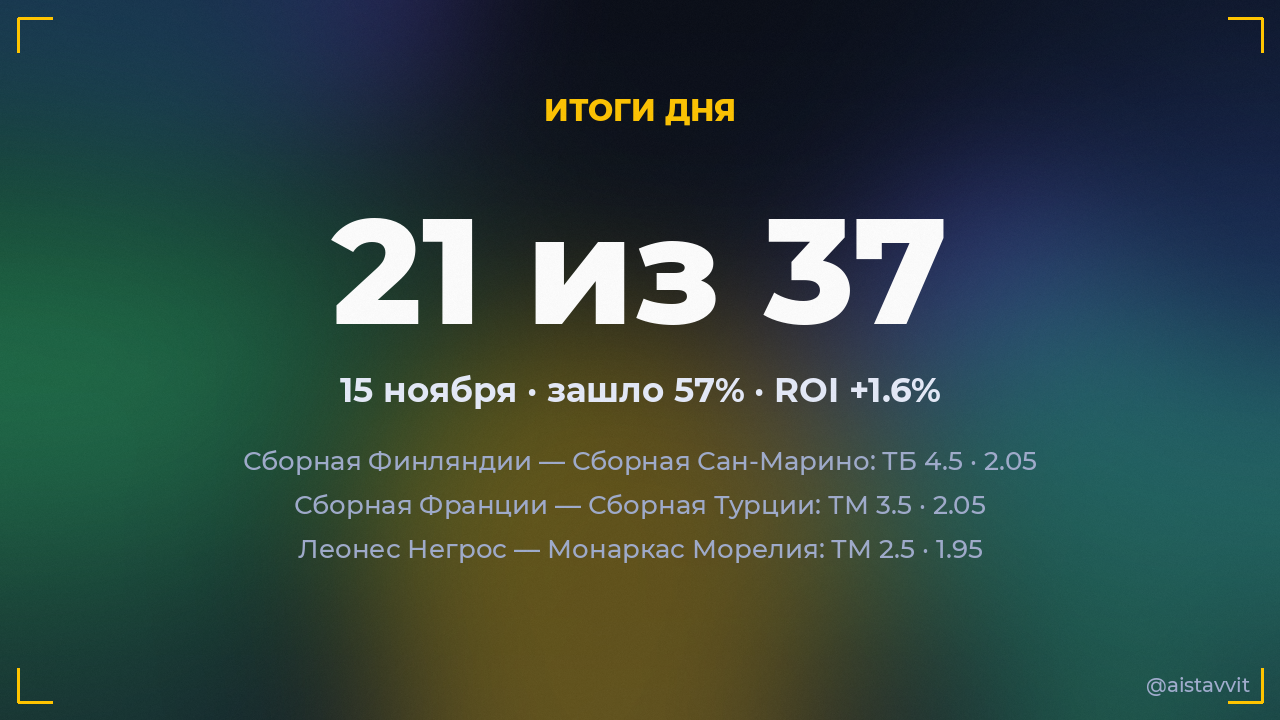 ИТОГИ ДНЯ
21 из 37
15 ноября · зашло 57% · ROI +1.6%
Сборная Финляндии — Сборная Сан-Марино: ТБ 4.5 · 2.05
Сборная Франции — Сборная Турции: ТМ 3.5 · 2.05
Леонес Негрос — Монаркас Морелия: ТМ 2.5 · 1.95
@aistavvit